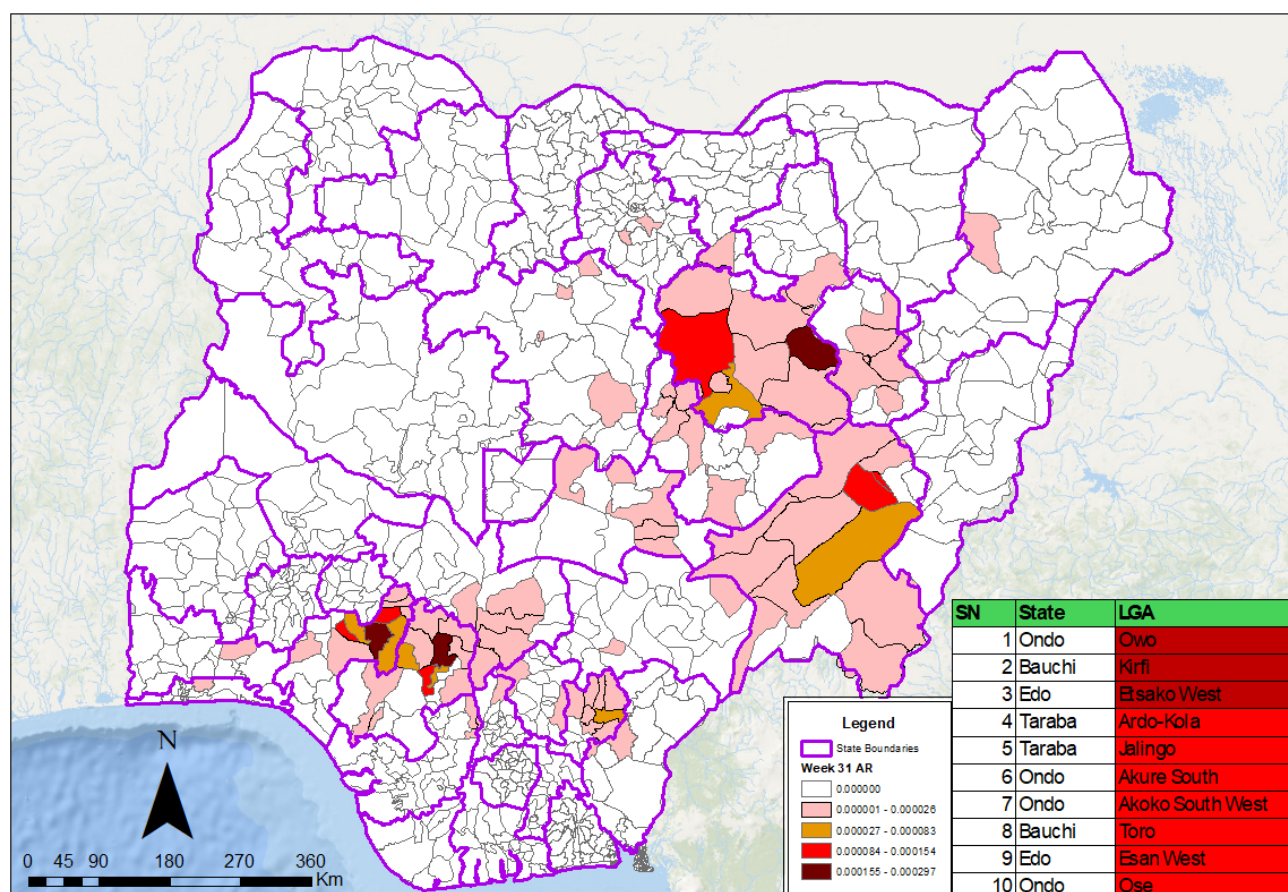 N
0 45 90 180 270 360
Km
Legend
State Boundaries
Week 31 AR
0.000000
0.000001 - 0.000026
0.000027 - 0.000083
0.000084 - 0.000154
0.000155 - 0.000297
SN State LGA
1 Ondo Owo
2 Bauchi Kirfi
3 Edo Etsako West
4 Taraba Ardo-Kola
5 Taraba Jalingo
6 Ondo Akure South
7 Ondo Akoko South West
8 Bauchi Toro
9 Edo Esan West
10 Ondo Ose